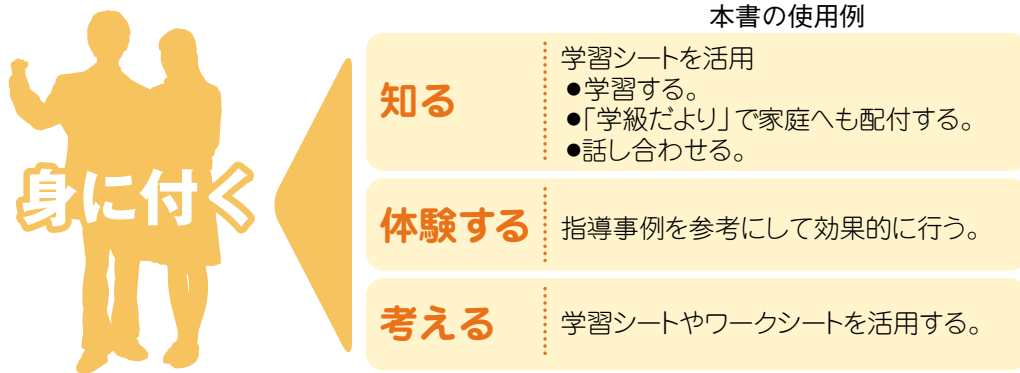 本書の使用例
知る
学習シートを活用
●学習する。
●「学級だより」で家庭へも配付する。
●話し合わせる。
身に付く
体験する
指導事例を参考にして効果的に行う。
考える
学習シートやワークシートを活用する。